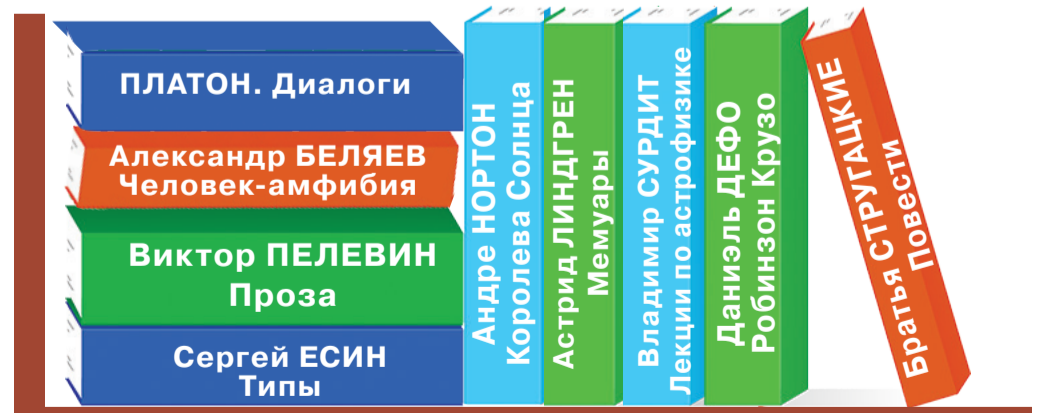 ПЛАТОН. Диалоги
Александр БЕЛЯЕВ
Человек-амфибия
Виктор ПЕЛЕВИН
Проза
Сергей ЕСИН
Типы
Андре НОРТОН
Королева Солнца
Астрид ЛИНДГРЕН
Мемуары
Владимир СУРДИТ
Лекции по астрофизике
Даниэль ДЕФО
Робинзон Крузо
Братья СТРУГАЦКИЕ
Повести